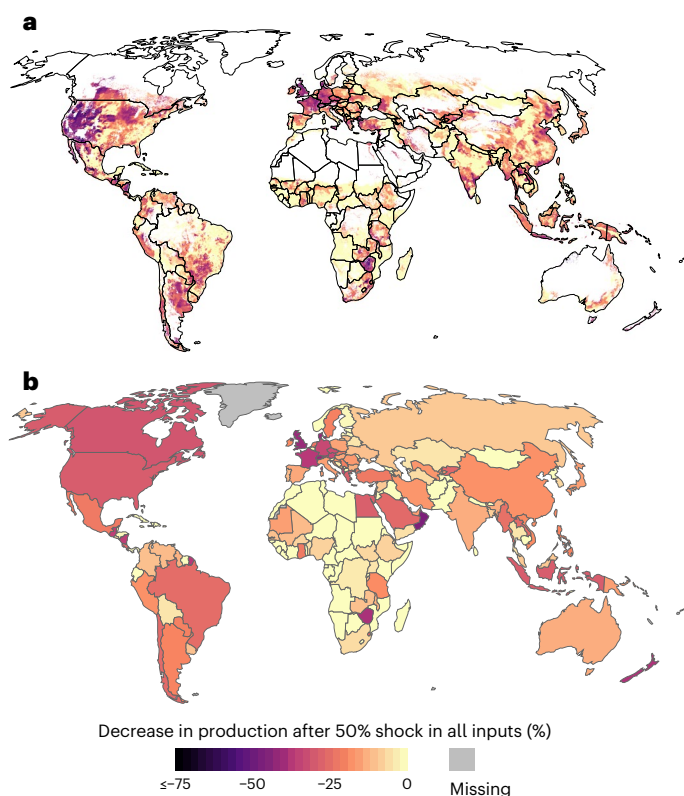 a
b
Decrease in production after 50% shock in all inputs (%)
≤−75 −50 −25 0 Missing